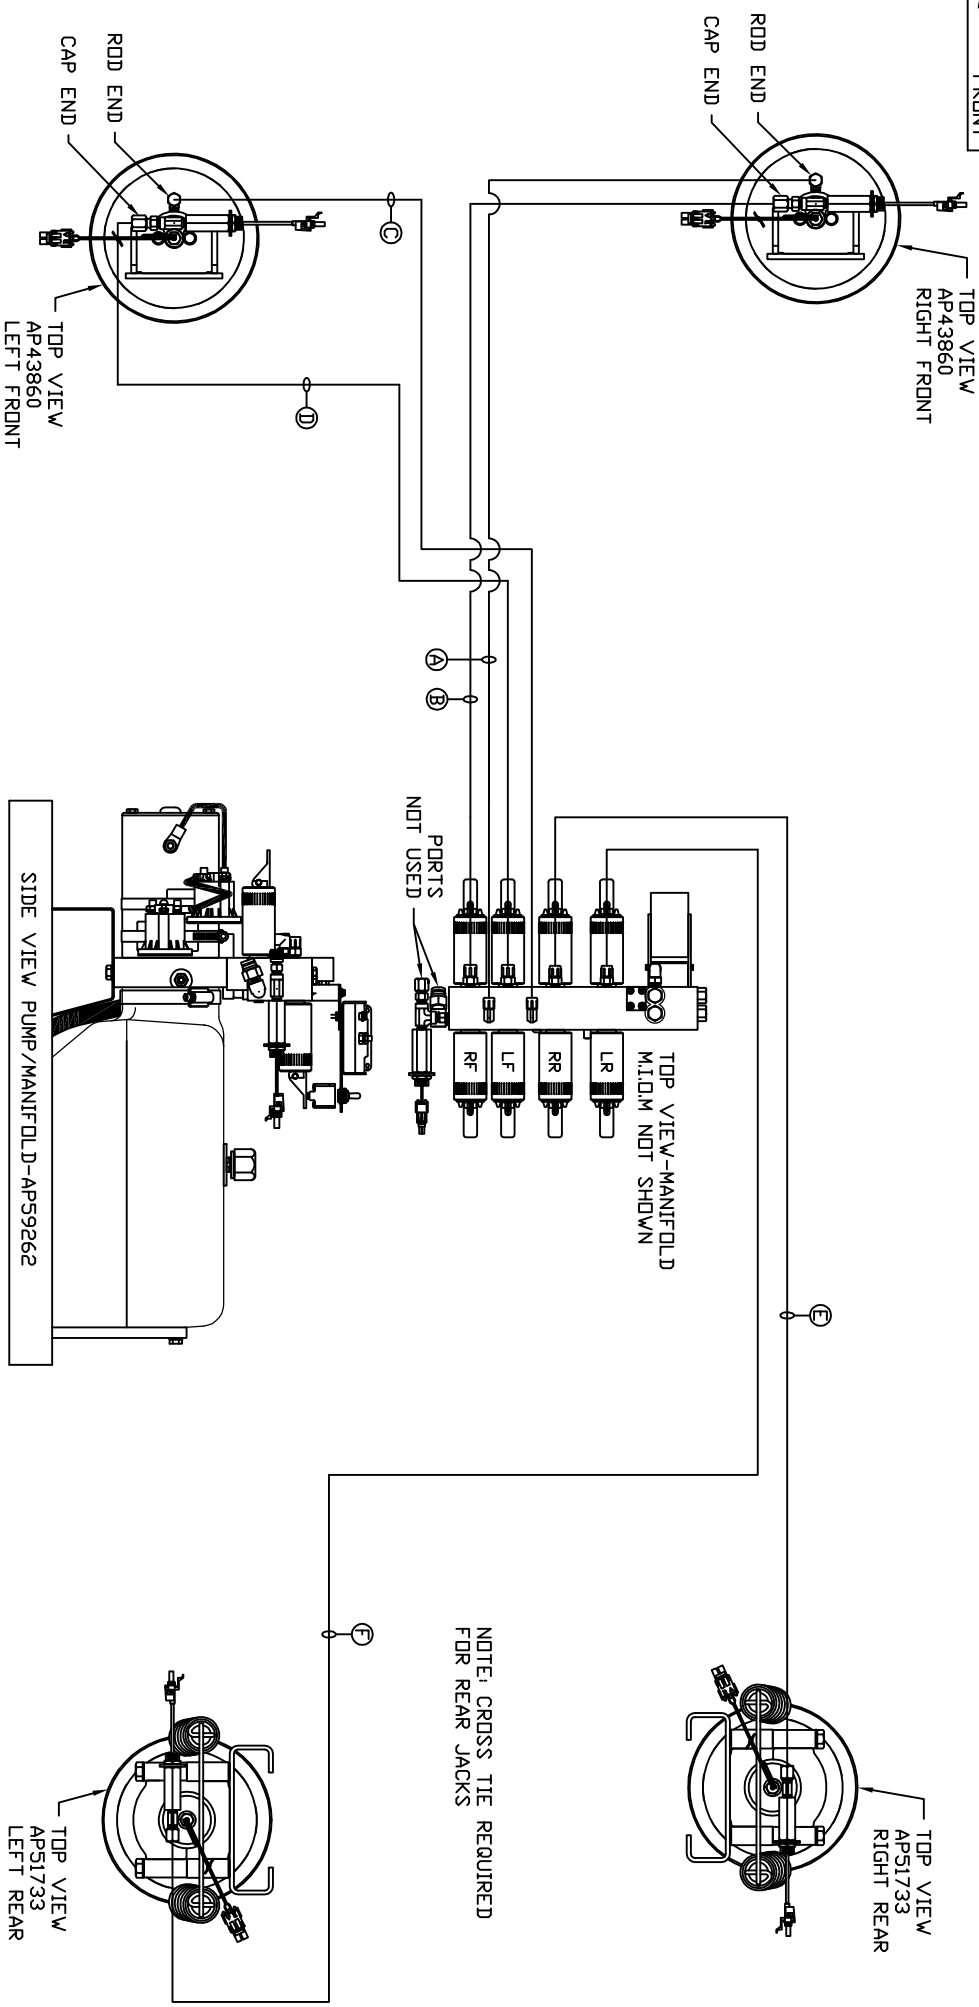 FRONT
ROD END
CAP END
TOP VIEW
AP43860
RIGHT FRONT
ROD END
CAP END
TOP VIEW
AP43860
LEFT FRONT
C
D
A
B
PORTS
NOT USED
RF
LF
RR
LR
TOP VIEW-MANIFOLD
M.I.O.M NOT SHOWN
SIDE VIEW PUMP/MANIFOLD-AP59262
E
F
NOTE: CROSS TIE REQUIRED
FOR REAR JACKS
TOP VIEW
AP51733
RIGHT REAR
TOP VIEW
AP51733
LEFT REAR